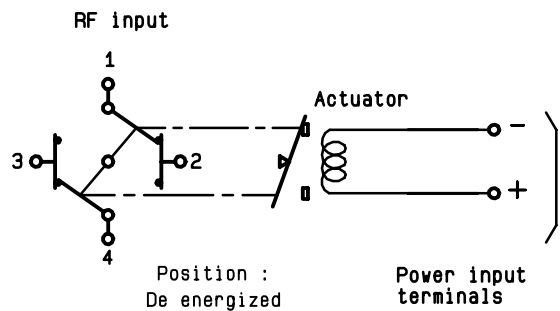 RF input
1
Actuator
-
3
2
+
4
Position :
De energized
Power input
terminals